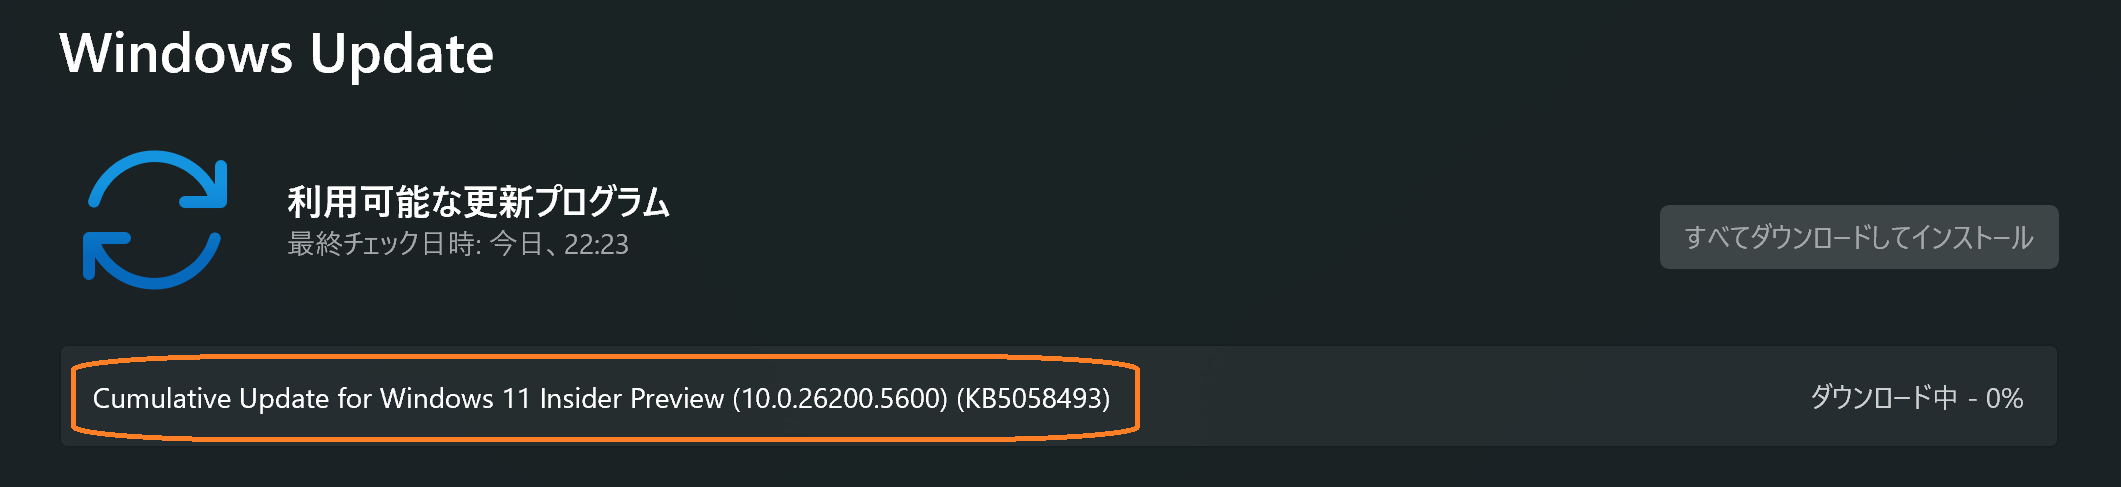 Windows Update
利用可能な更新プログラム
最終チェック日時: 今日、22:23
すべてダウンロードしてインストール
Cumulative Update for Windows 11 Insider Preview (10.0.26200.5600) (KB5058493)
ダウンロード中 - 0%